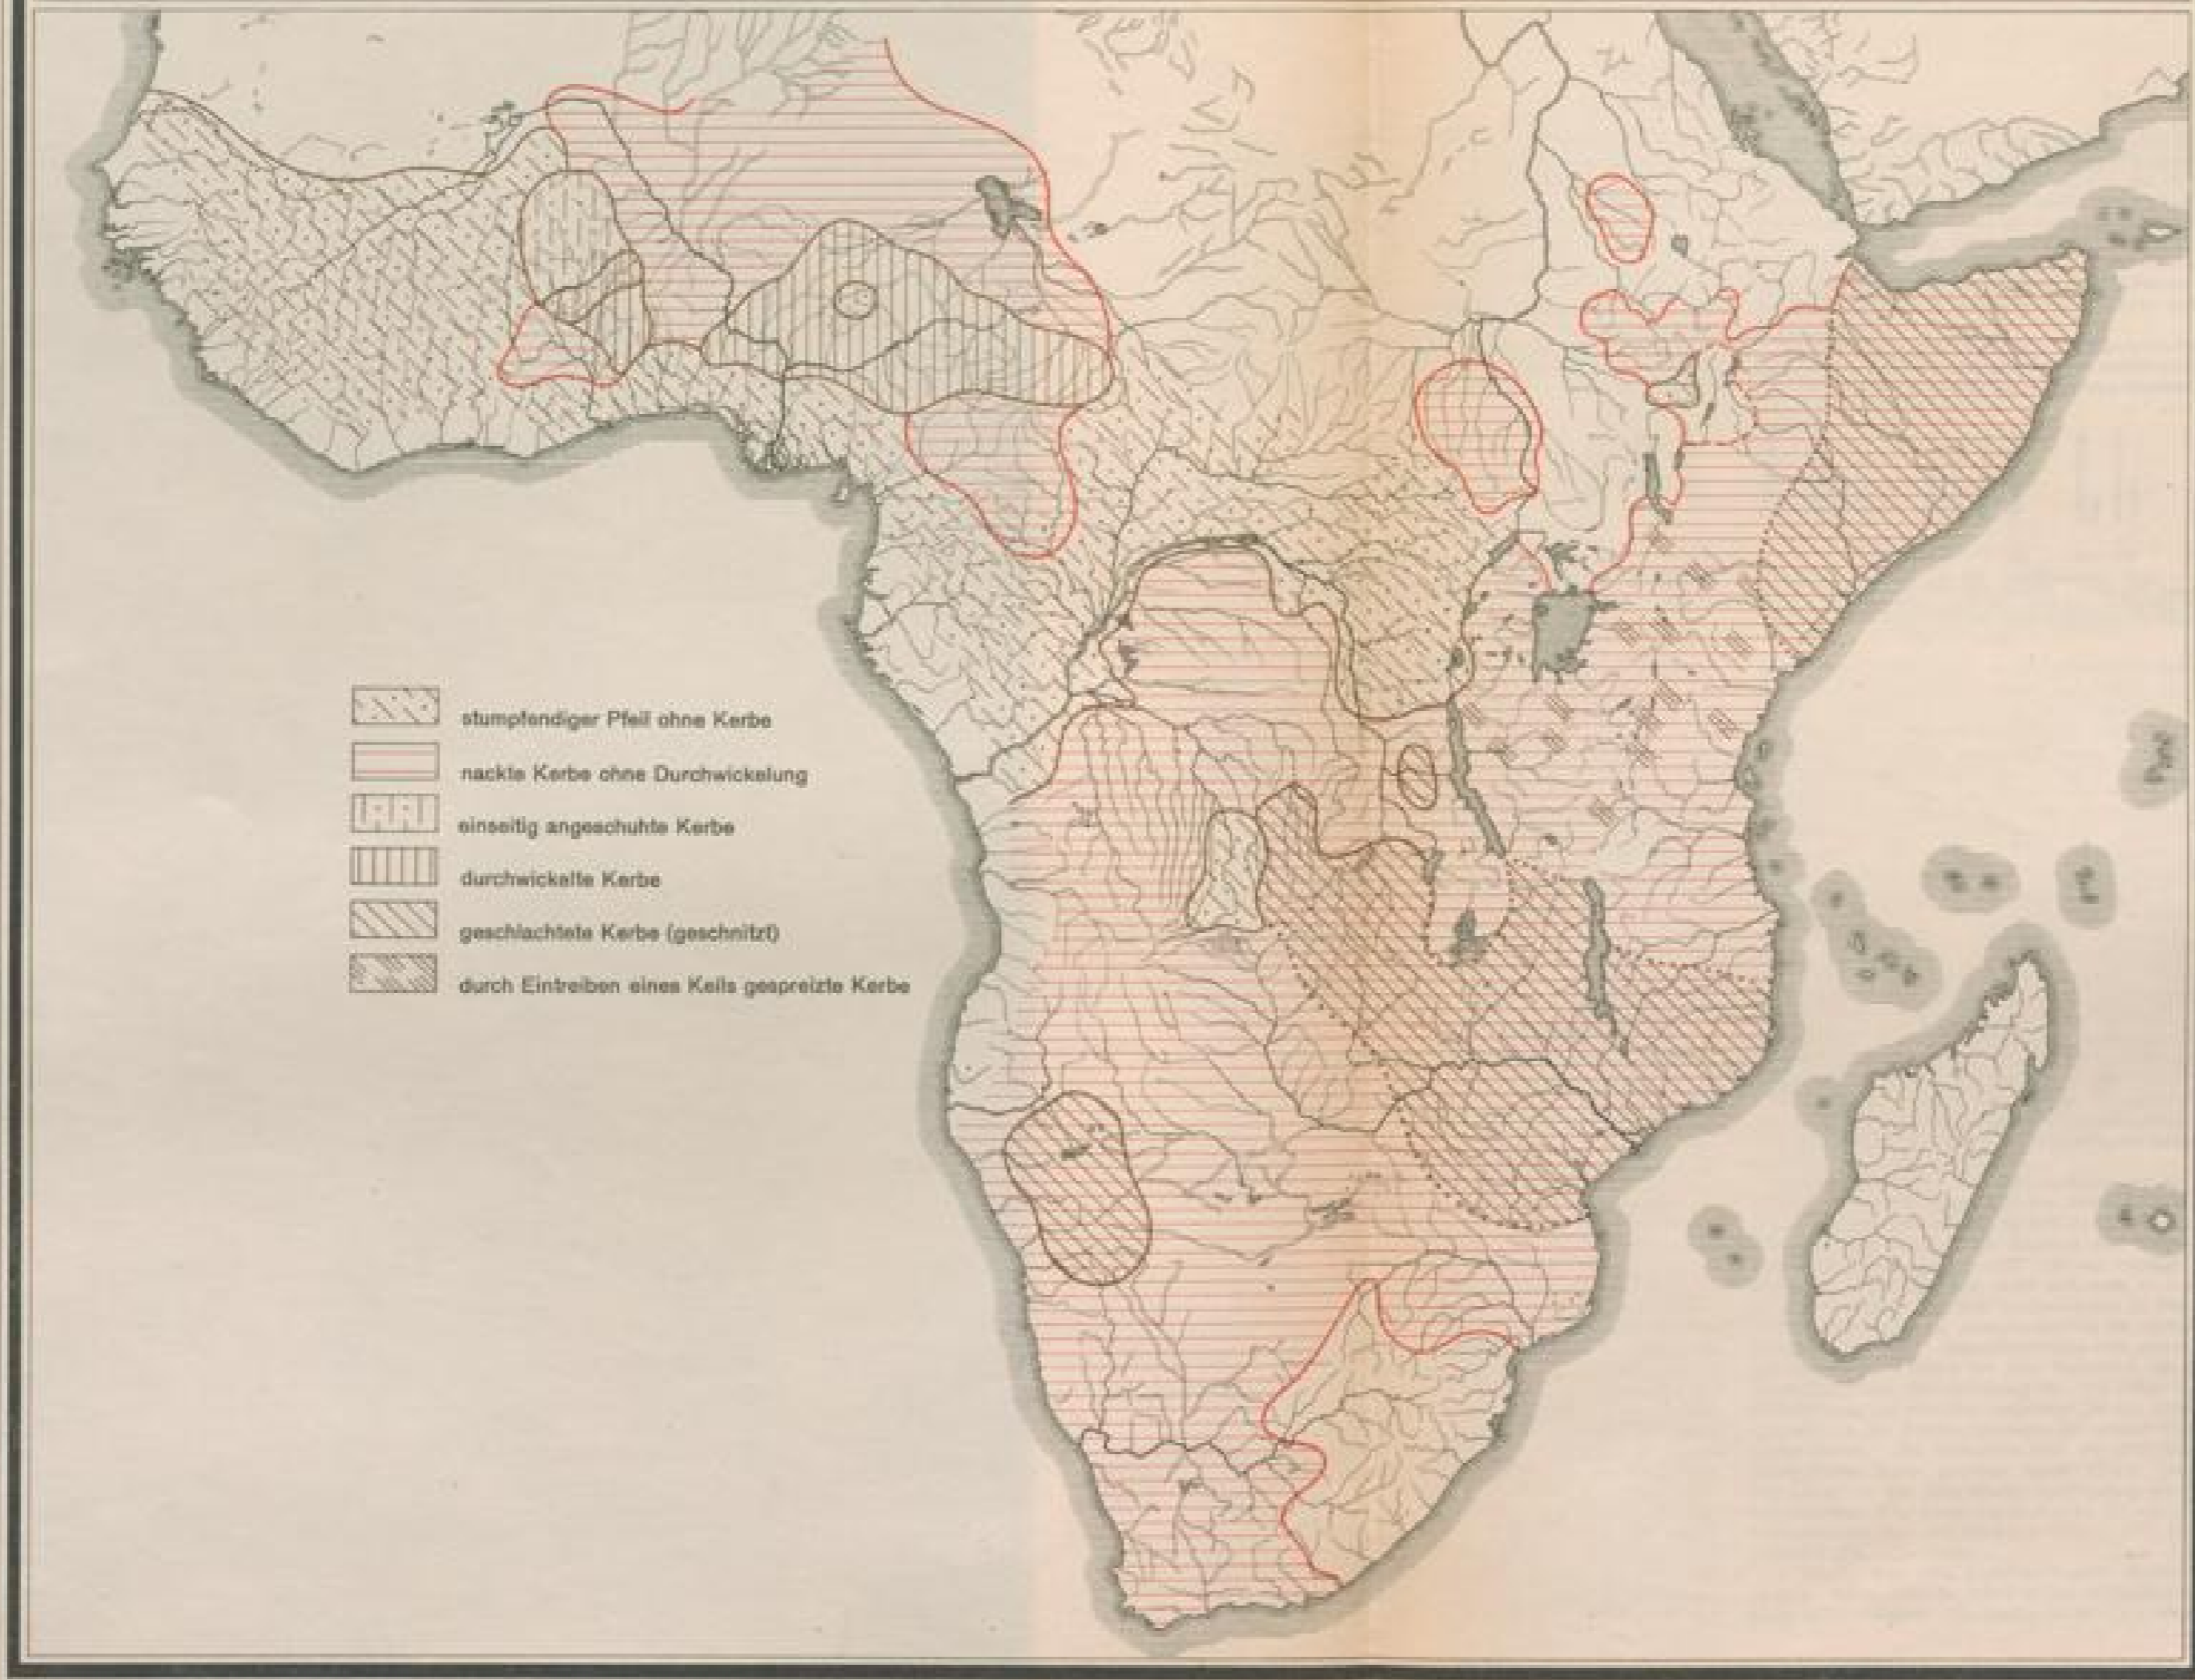 stumpfendiger Pfeil ohne Kerbe
nackte Kerbe ohne Durchwickelung
einseitig angeschuhte Kerbe
durchwickelte Kerbe
geschlachtete Kerbe (geschnitzt)
durch Eintreiben eines Keils gespreizte Kerbe